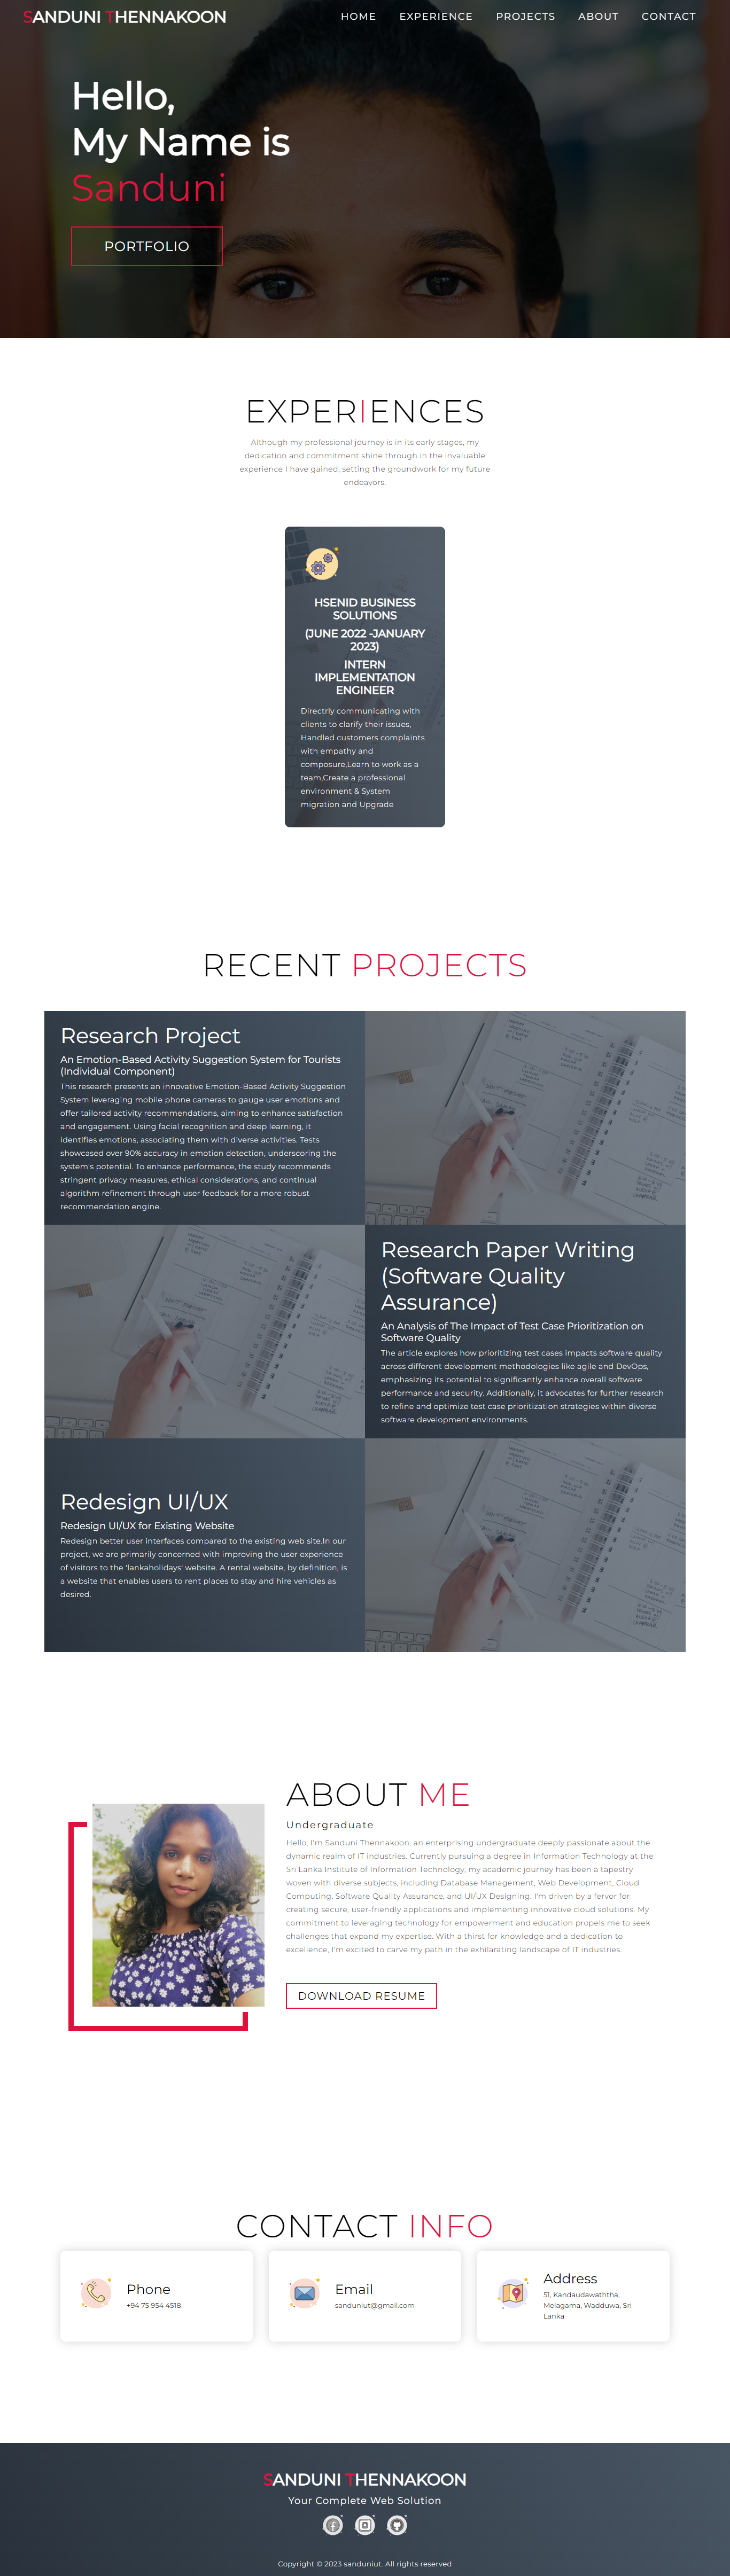 SANDUNI THENNAKOON
HOME EXPERIENCE PROJECTS ABOUT CONTACT
Hello,
My Name is
Sanduni
PORTFOLIO
EXPERIENCES
Although my professional journey is in its early stages, my
dedication and commitment shine through in the invaluable
experience I have gained, setting the groundwork for my future
endeavors.
HSENID BUSINESS
SOLUTIONS
(JUNE 2022 -JANUARY
2023)
INTERN
IMPLEMENTATION
ENGINEER
Directrly communicating with
clients to clarify their issues,
Handled customers complaints
with empathy and
composure,Learn to work as a
team,Create a professional
environment & System
migration and Upgrade
RECENT PROJECTS
Research Project
An Emotion-Based Activity Suggestion System for Tourists
(Individual Component)
This research presents an innovative Emotion-Based Activity Suggestion
System leveraging mobile phone cameras to gauge user emotions and
offer tailored activity recommendations, aiming to enhance satisfaction
and engagement. Using facial recognition and deep learning, it
identifies emotions, associating them with diverse activities. Tests
showcased over 90% accuracy in emotion detection, underscoring the
system's potential. To enhance performance, the study recommends
stringent privacy measures, ethical considerations, and continual
algorithm refinement through user feedback for a more robust
recommendation engine.
Research Paper Writing
(Software Quality
Assurance)
An Analysis of The Impact of Test Case Prioritization on
Software Quality
The article explores how prioritizing test cases impacts software quality
across different development methodologies like agile and DevOps,
emphasizing its potential to significantly enhance overall software
performance and security. Additionally, it advocates for further research
to refine and optimize test case prioritization strategies within diverse
software development environments.
Redesign UI/UX
Redesign UI/UX for Existing Website
Redesign better user interfaces compared to the existing web site.In our
project, we are primarily concerned with improving the user experience
of visitors to the 'lankaholidays' website. A rental website, by definition, is
a website that enables users to rent places to stay and hire vehicles as
desired.
ABOUT ME
Undergraduate
Hello, I'm Sanduni Thennakoon, an enterprising undergraduate deeply passionate about the
dynamic realm of IT industries. Currently pursuing a degree in Information Technology at the
Sri Lanka Institute of Information Technology, my academic journey has been a tapestry
woven with diverse subjects, including Database Management, Web Development, Cloud
Computing, Software Quality Assurance, and UI/UX Designing. I'm driven by a fervor for
creating secure, user-friendly applications and implementing innovative cloud solutions. My
commitment to leveraging technology for empowerment and education propels me to seek
challenges that expand my expertise. With a thirst for knowledge and a dedication to
excellence, I'm excited to carve my path in the exhilarating landscape of IT industries.
DOWNLOAD RESUME
CONTACT INFO
Phone
+94 75 954 4518
Email
sanduniut@gmail.com
Address
51, Kandaudawaththa,
Melagama, Wadduwa, Sri
Lanka
SANDUNI THENNAKOON
Your Complete Web Solution
Copyright © 2023 sanduniut. All rights reserved